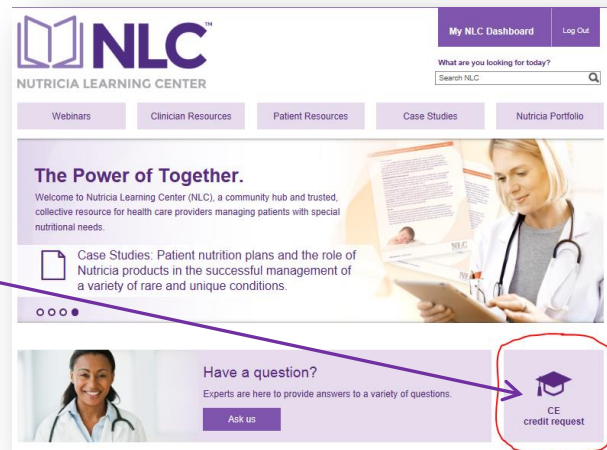 NLC™
NUTRICIA LEARNING CENTER
My NLC Dashboard
Log Out
What are you looking for today?
Search NLC
Webinars
Clinician Resources
Patient Resources
Case Studies
Nutricia Portfolio
The Power of Together.
Welcome to Nutricia Learning Center (NLC), a community hub and trusted,
collective resource for health care providers managing patients with special
nutritional needs.
Case Studies: Patient nutrition plans and the role of
Nutricia products in the successful management of
a variety of rare and unique conditions.
NLC
Have a question?
Experts are here to provide answers to a variety of questions.
Ask us
CE
credit request